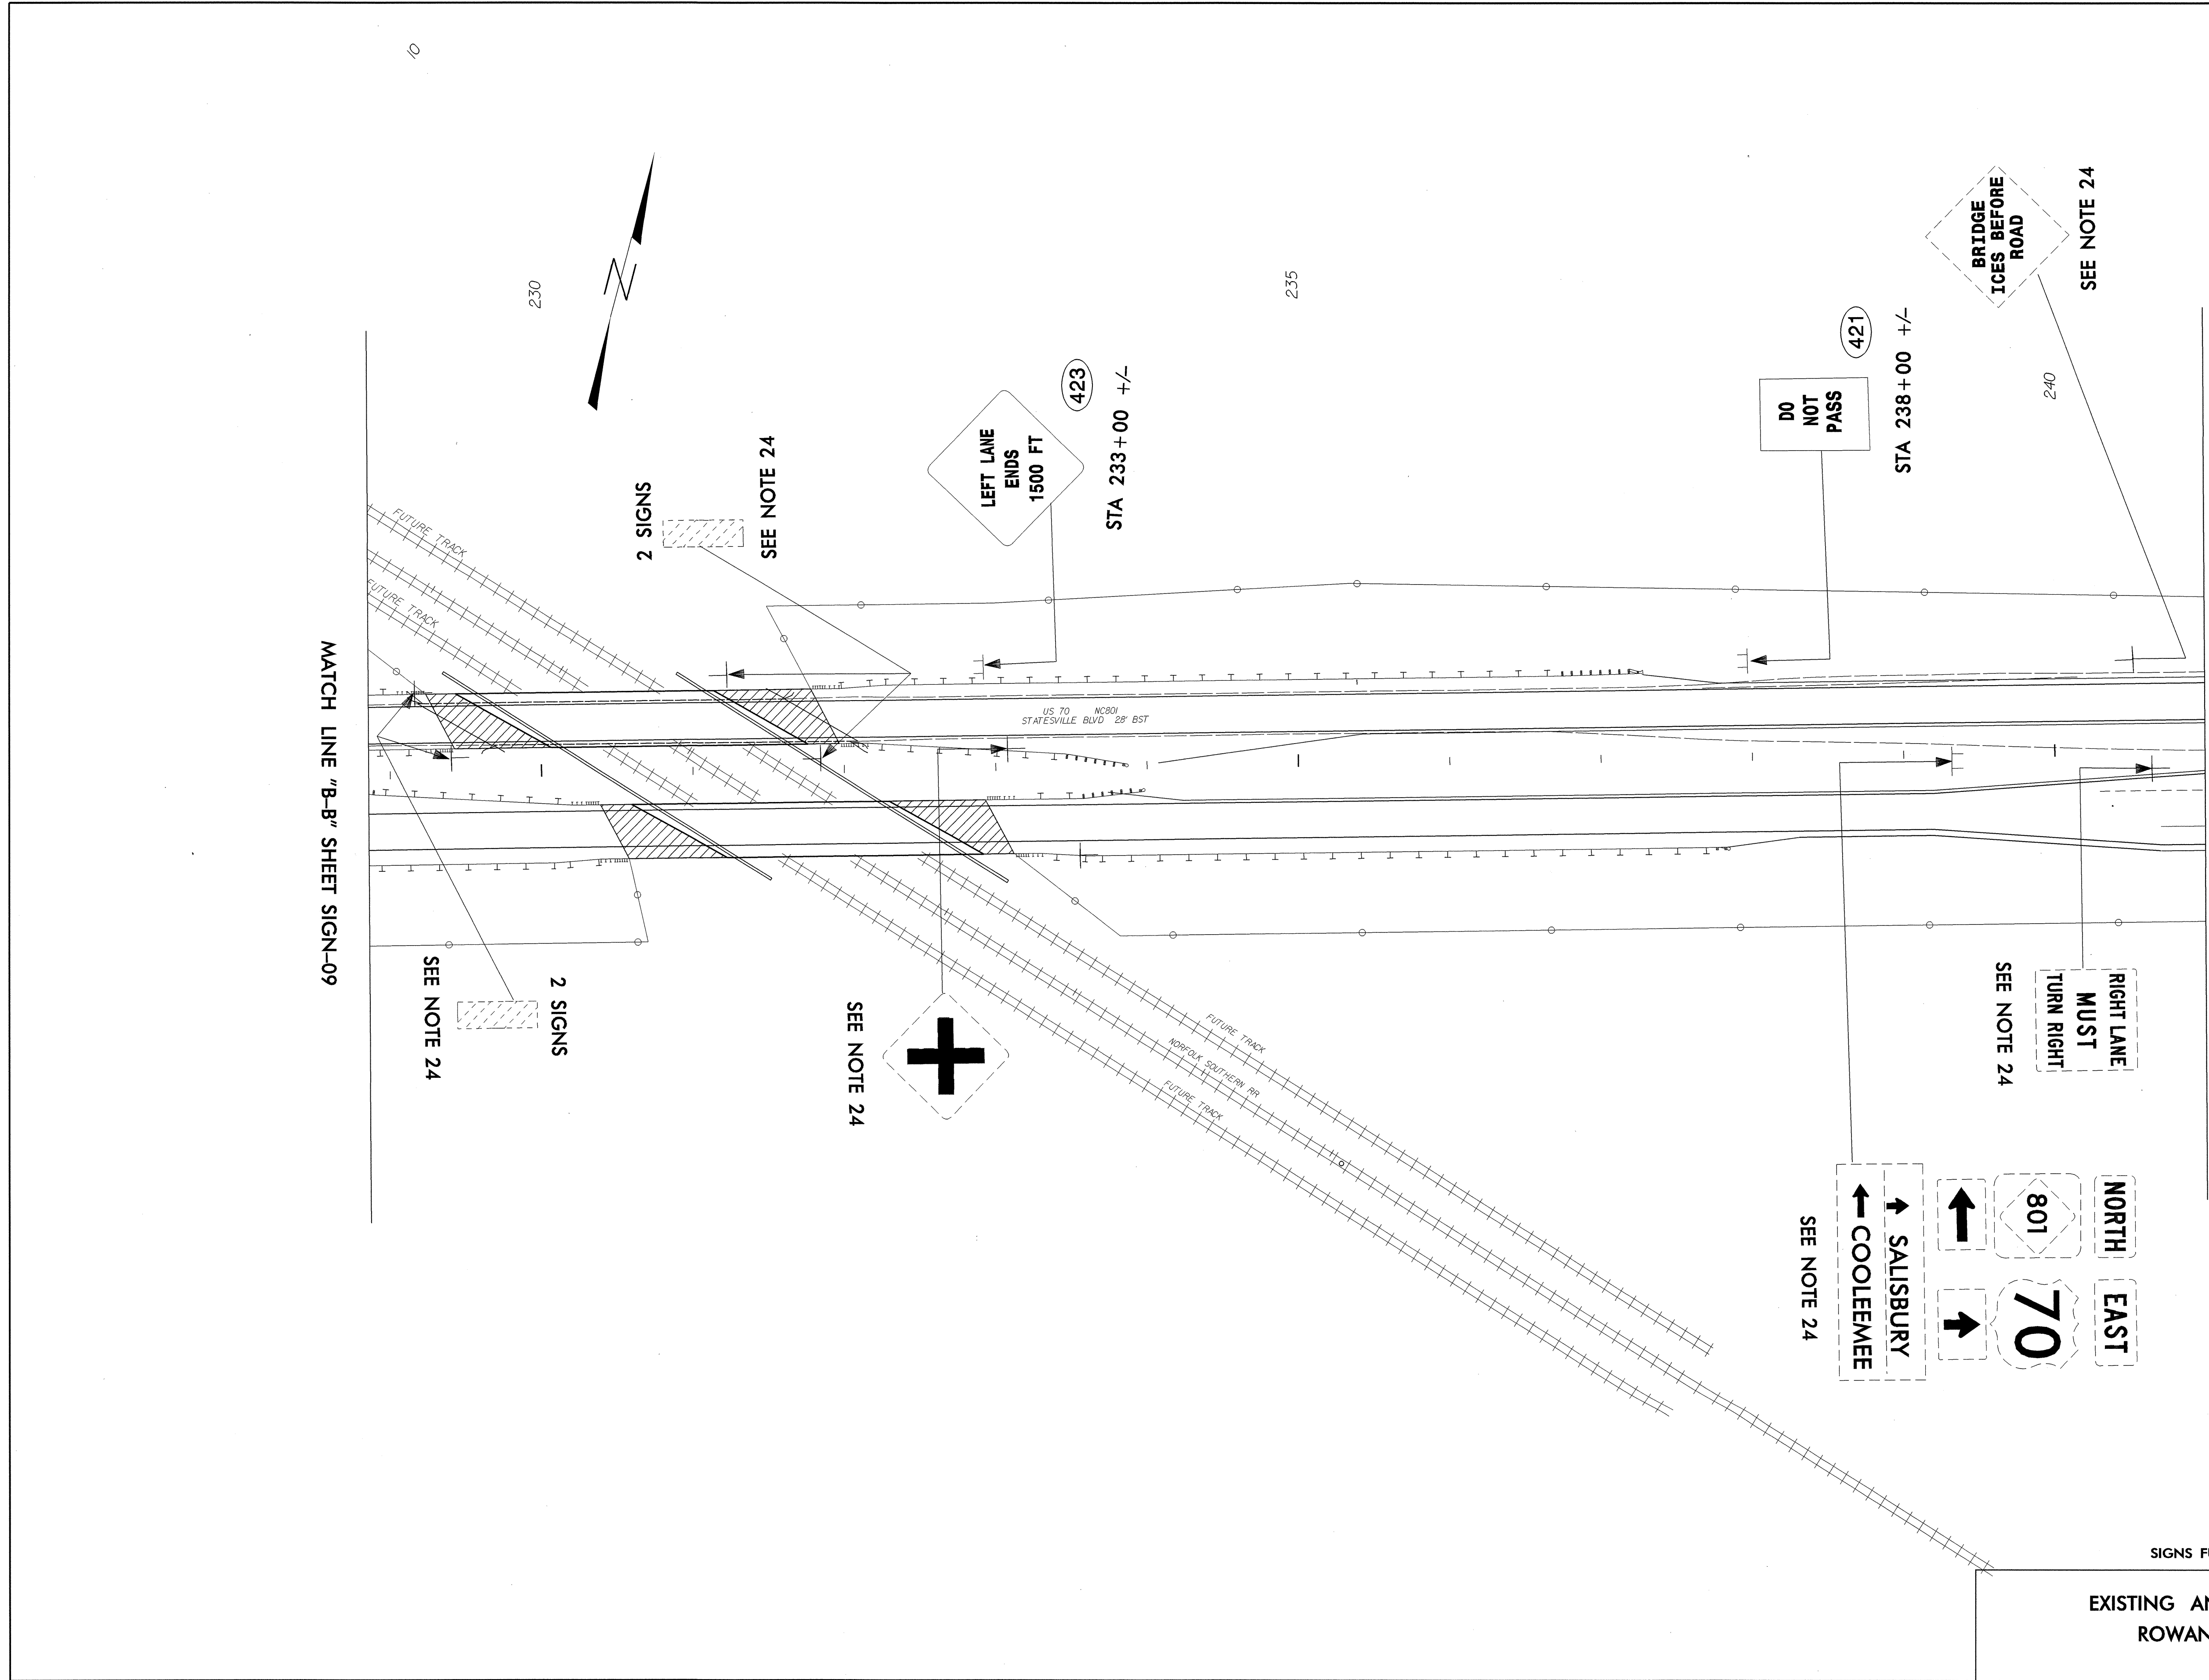 10
230
235
240
BRIDGE
ICES BEFORE
ROAD
SEE NOTE 24
421
DO
NOT
PASS
STA 238+00 +/-
423
LEFT LANE
ENDS
1500 FT
STA 233+00 +/-
2 SIGNS
SEE NOTE 24
FUTURE TRACK
FUTURE TRACK
US 70 NC801
STATESVILLE BLVD 28' BST
MATCH LINE "B-B" SHEET SIGN-09
2 SIGNS
SEE NOTE 24
SEE NOTE 24
FUTURE TRACK
NORFOLK SOUTHERN RR
FUTURE TRACK
RIGHT LANE
MUST
TURN RIGHT
SEE NOTE 24
NORTH EAST
801 70
SALISBURY
COOLEEMEE
SEE NOTE 24
SIGNS F
EXISTING A
ROWAN